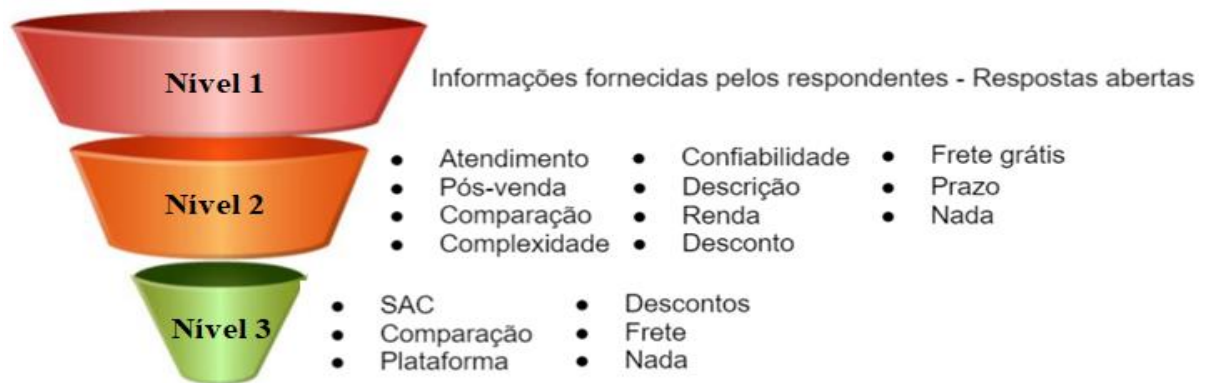 Nível 1
Informações fornecidas pelos respondentes - Respostas abertas
Nível 2
● Atendimento
● Pós-venda
● Comparação
● Complexidade
● Confiabilidade
● Descrição
● Renda
● Desconto
● Frete grátis
● Prazo
● Nada
Nível 3
● SAC
● Comparação
● Plataforma
● Descontos
● Frete
● Nada